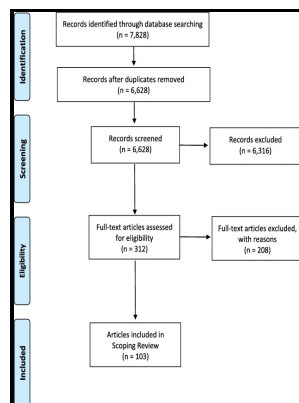 Identification
Records identified through database searching
(n = 7,828)
Records after duplicates removed
(n = 6,628)
Screening
Records screened
(n = 6,628)
Records excluded
(n = 6,316)
Eligibility
Full-text articles assessed
for eligibility
(n = 312)
Full-text articles excluded,
with reasons
(n = 208)
Included
Articles included in
Scoping Review
(n = 103)